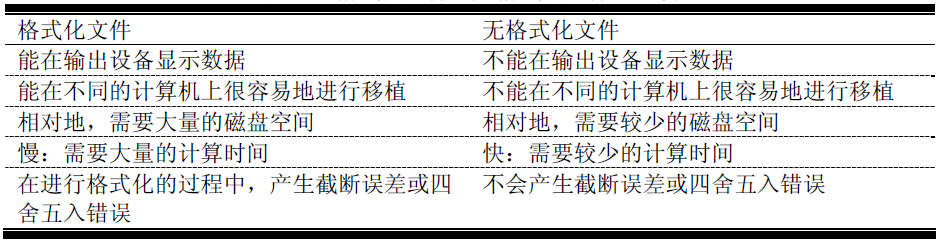 格式化文件 无格式化文件
能在输出设备显示数据 不能在输出设备显示数据
能在不同的计算机上很容易地进行移植 不能在不同的计算机上很容易地进行移植
相对地，需要大量的磁盘空间 相对地，需要较少的磁盘空间
慢：需要大量的计算时间 快：需要较少的计算时间
在进行格式化的过程中，产生截断误差或四 不会产生截断误差或四舍五入错误
舍五入错误